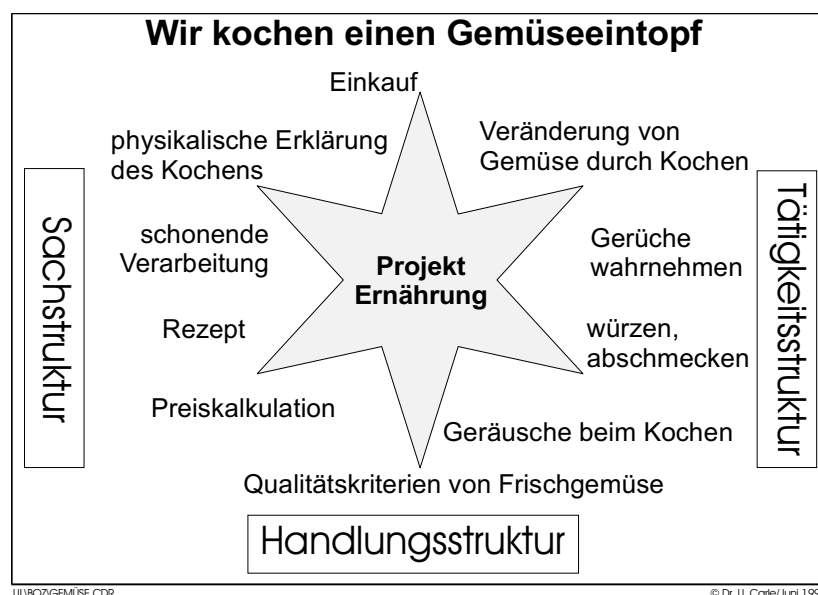 Wir kochen einen Gemüseeintopf
Einkauf
physikalische Erklärung
des Kochens
Veränderung von
Gemüse durch Kochen
Sachstruktur
schonende
Verarbeitung
Projekt
Ernährung
Gerüche
wahrnehmen
Tätigkeitsstruktur
Rezept
würzen,
abschmecken
Preiskalkulation
Geräusche beim Kochen
Qualitätskriterien von Frischgemüse
Handlungsstruktur
© Dr. U. Carle/Juni